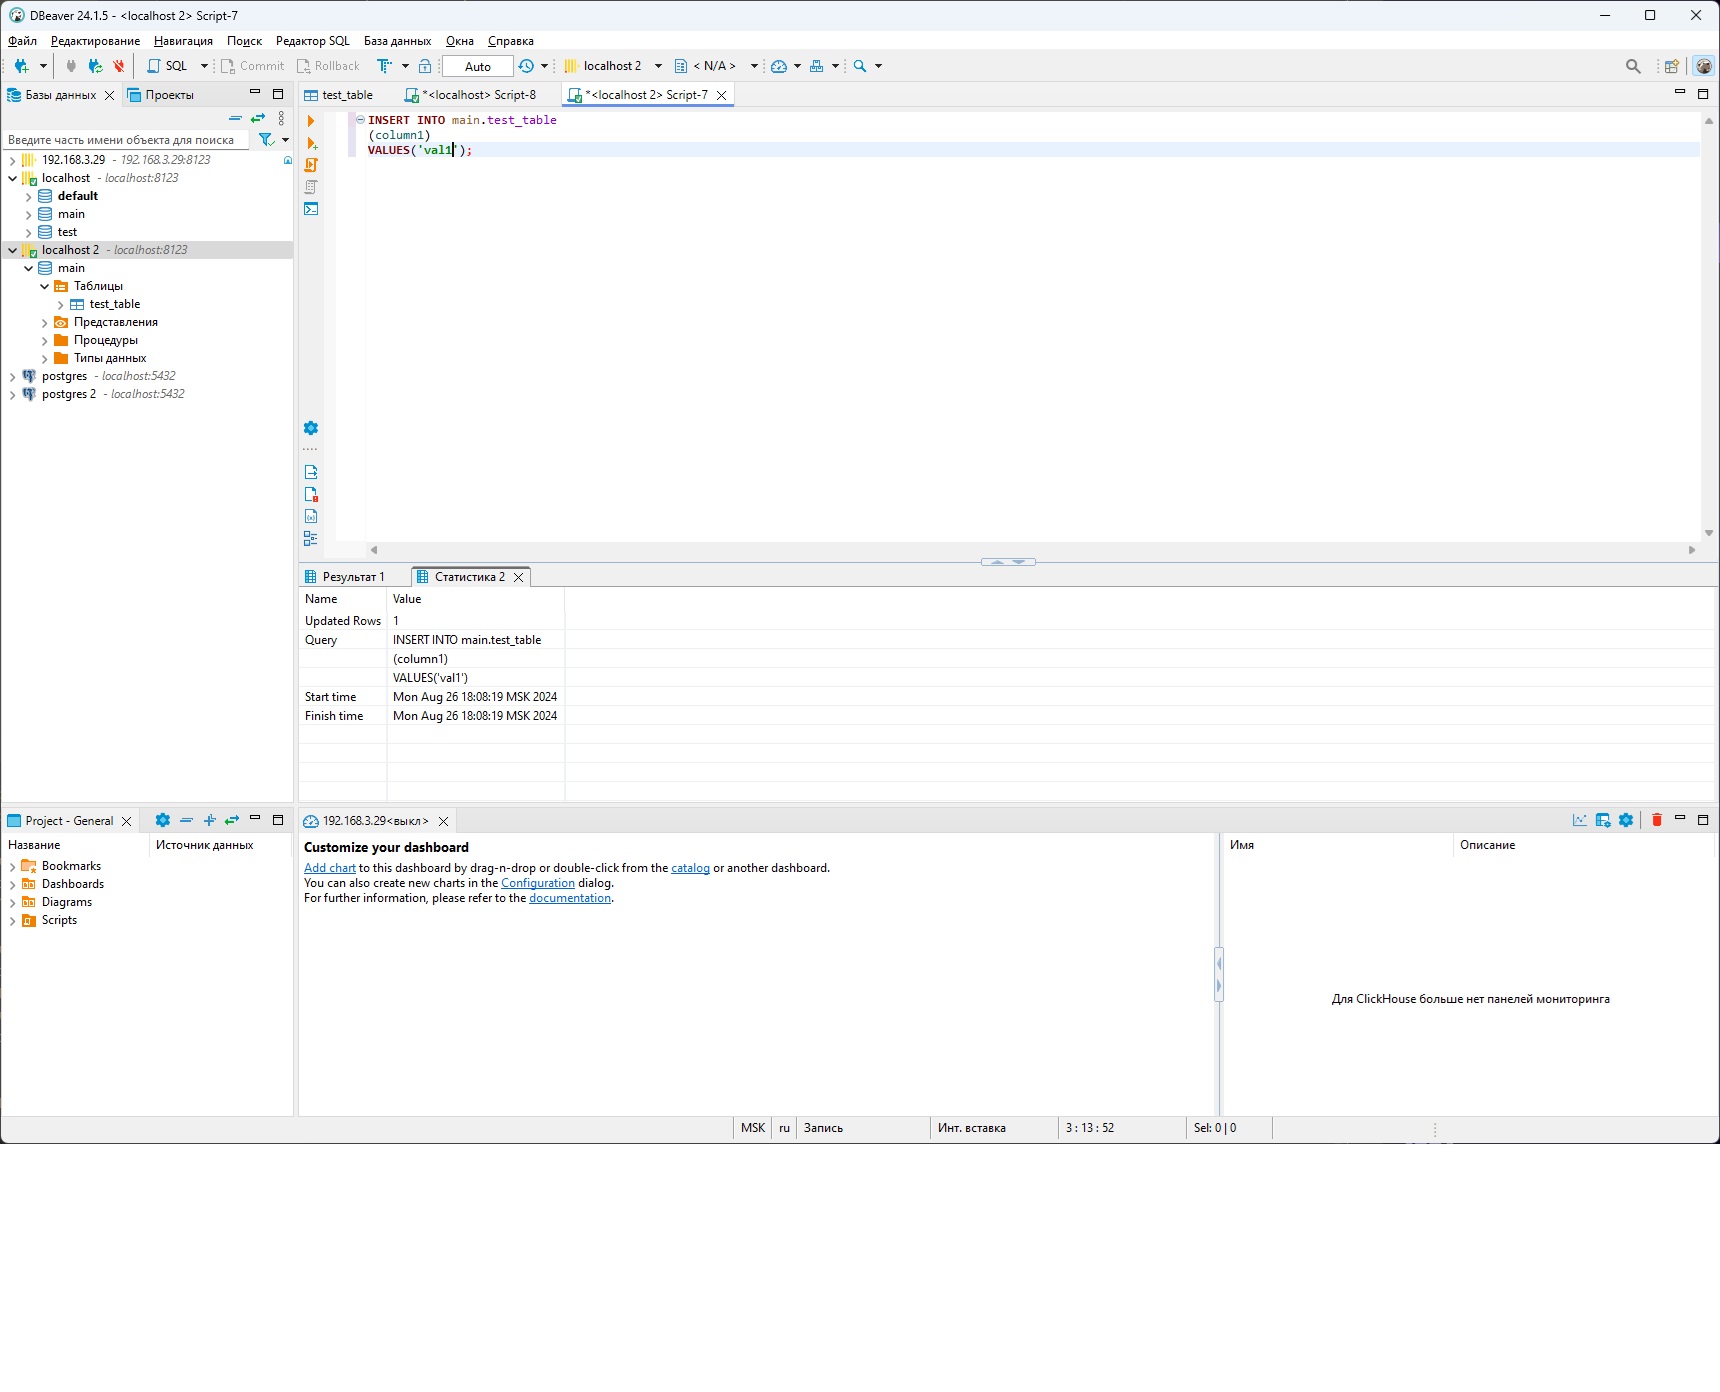 DBeaver 24.1.5 - <localhost 2> Script-7
Файл Редактирование Навигация Поиск Редактор SQL База данных Окна Справка
SQL Commit Rollback Auto localhost 2 < N/A >
Базы данных Проекты
Введите часть имени объекта для поиска
192.168.3.29 - 192.168.3.29:8123
localhost - localhost:8123
default
main
test
localhost 2 - localhost:8123
main
Таблицы
test_table
Представления
Процедуры
Типы данных
postgres - localhost:5432
postgres 2 - localhost:5432
test_table *<localhost> Script-8 *<localhost 2> Script-7
INSERT INTO main.test_table
(column1)
VALUES('val1');
Результат 1 Статистика 2
Name Value
Updated Rows 1
Query INSERT INTO main.test_table
(column1)
VALUES('val1')
Start time Mon Aug 26 18:08:19 MSK 2024
Finish time Mon Aug 26 18:08:19 MSK 2024
Project - General
Название Источник данных
Bookmarks
Dashboards
Diagrams
Scripts
192.168.3.29<выкл>
Customize your dashboard
Add chart to this dashboard by drag-n-drop or double-click from the catalog or another dashboard.
You can also create new charts in the Configuration dialog.
For further information, please refer to the documentation.
Имя Описание
Для ClickHouse больше нет панелей мониторинга
MSK ru Запись Инт. вставка 3 : 13 : 52 Sel: 0 | 0